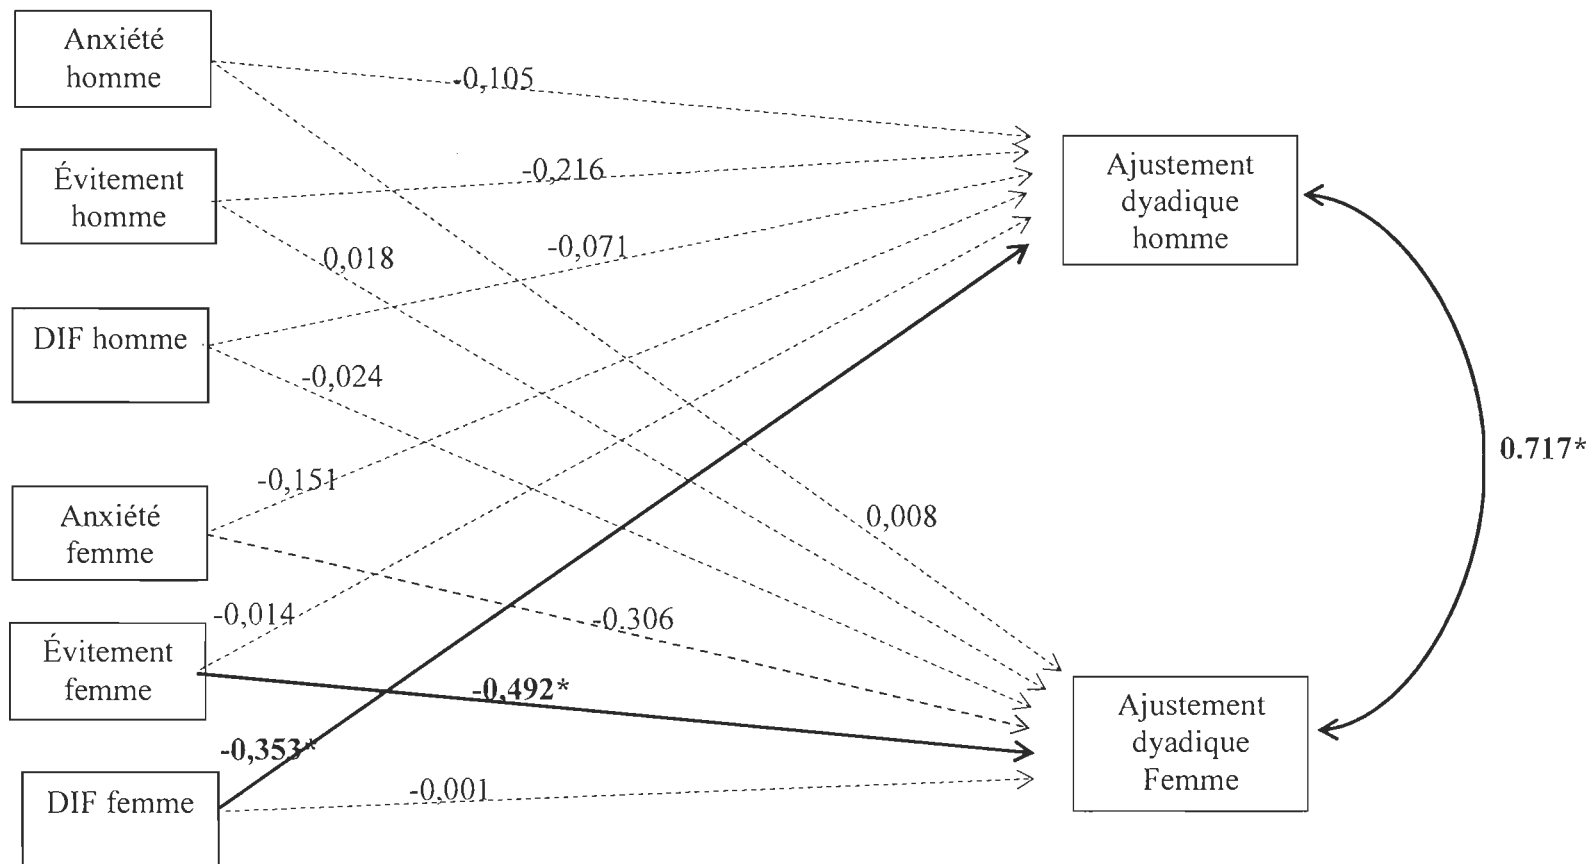 Anxiété
homme
-0,105
Évitement
homme
-0,216
Ajustement
dyadique
homme
0,018
-0,071
DIF homme
-0,024
0.717*
-0,151
Anxiété
femme
0,008
-0,014
-0.306
Évitement
femme
-0,492*
Ajustement
dyadique
Femme
-0,353*
DIF femme
-0,001